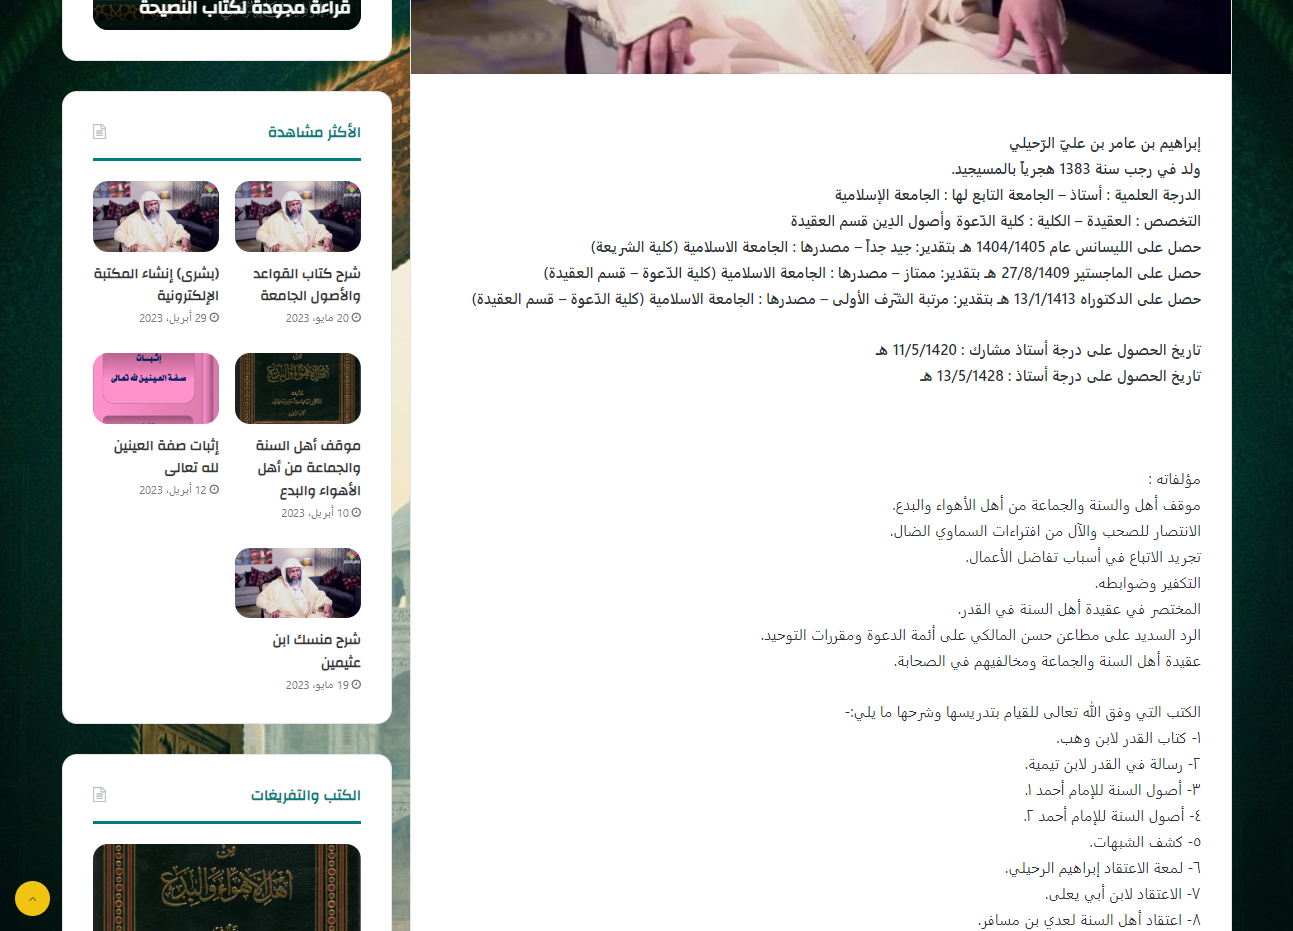 إبراهيم بن عامر بن عليّ الرّحيلي
ولد في رجب سنة 1383 هجرياً بالمسيجيد.
الدرجة العلمية : أستاذ – الجامعة التابع لها : الجامعة الإسلامية
التخصص : العقيدة – الكلية : كلية الدّعوة وأصول الدِين قسم العقيدة
حصل على الليسانس عام 1404/1405 هـ بتقدير: جيد جداً – مصدرها : الجامعة الاسلامية (كلية الشريعة)
حصل على الماجستير 27/8/1409 هـ بتقدير: ممتاز – مصدرها : الجامعة الاسلامية (كلية الدّعوة – قسم العقيدة)
حصل على الدكتوراه 13/1/1413 هـ بتقدير: مرتبة الشّرف الأولى – مصدرها : الجامعة الاسلامية (كلية الدّعوة – قسم العقيدة)
تاريخ الحصول على درجة أستاذ مشارك : 11/5/1420 هـ
تاريخ الحصول على درجة أستاذ : 13/5/1428 هـ
مؤلفاته :
موقف أهل والسنة والجماعة من أهل الأهواء والبدع.
الانتصار للصحب والآل من افتراءات السماوي الضال.
تجريد الاتباع في أسباب تفاضل الأعمال.
التكفير وضوابطه.
المختصر في عقيدة أهل السنة في القدر.
الرد السديد على مطاعن حسن المالكي على أئمة الدعوة ومقررات التوحيد.
عقيدة أهل السنة والجماعة ومخالفيهم في الصحابة.
الكتب التي وفق الله تعالى للقيام بتدريسها وشرحها ما يلي:-
١- كتاب القدر لابن وهب.
٢- رسالة في القدر لابن تيمية.
٣- أصول السنة للإمام أحمد ١.
٤- أصول السنة للإمام أحمد ٢.
٥- كشف الشبهات.
٦- لمعة الاعتقاد إبراهيم الرحيلي.
٧- الاعتقاد لابن أبي يعلى.
٨- اعتقاد أهل السنة لعدي بن مسافر.
قراءة مجودة لكتاب النصيحة
الأكثر مشاهدة
شرح كتاب القواعد
والأصول الجامعة
20 مايو، 2023
(بشرى) إنشاء المكتبة
الإلكترونية
29 أبريل، 2023
أهل الأهواء والبدع
موقف أهل السنة
والجماعة من أهل
الأهواء والبدع
10 أبريل، 2023
إثبات
صفة العينين لله تعالى
إثبات صفة العينين
لله تعالى
12 أبريل، 2023
شرح منسك ابن
عثيمين
19 مايو، 2023
الكتب والتفريغات
من
أهل الأهواء والبدع